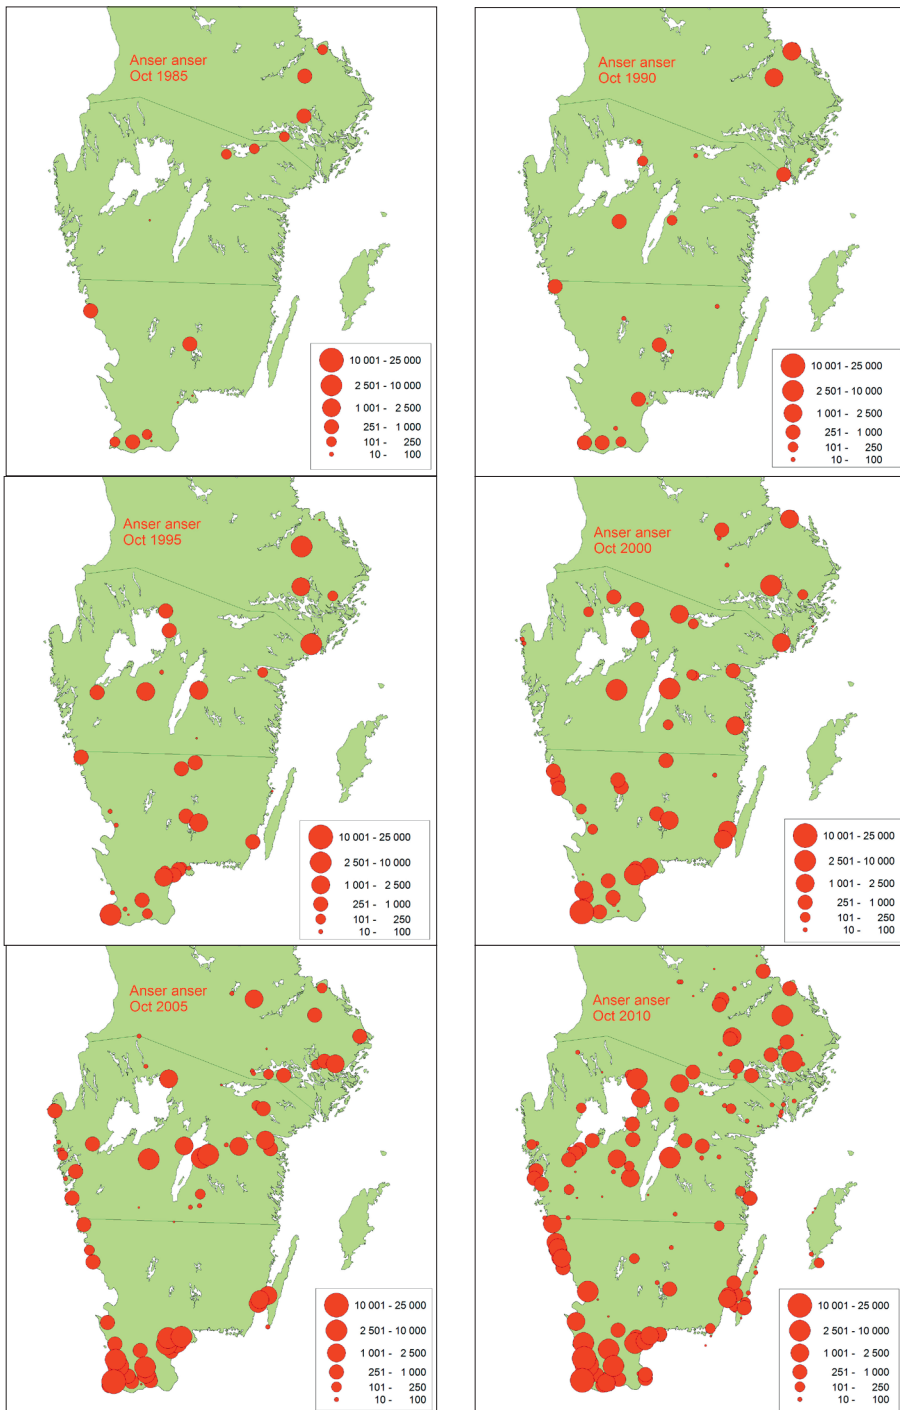 Anser anser
Oct 1985
10 001 - 25 000
2 501 - 10 000
1 001 - 2 500
251 - 1 000
101 - 250
10 - 100
Anser anser
Oct 1990
10 001 - 25 000
2 501 - 10 000
1 001 - 2 500
251 - 1 000
101 - 250
10 - 100
Anser anser
Oct 1995
10 001 - 25 000
2 501 - 10 000
1 001 - 2 500
251 - 1 000
101 - 250
10 - 100
Anser anser
Oct 2000
10 001 - 25 000
2 501 - 10 000
1 001 - 2 500
251 - 1 000
101 - 250
10 - 100
Anser anser
Oct 2005
10 001 - 25 000
2 501 - 10 000
1 001 - 2 500
251 - 1 000
101 - 250
10 - 100
Anser anser
Oct 2010
10 001 - 25 000
2 501 - 10 000
1 001 - 2 500
251 - 1 000
101 - 250
10 - 100